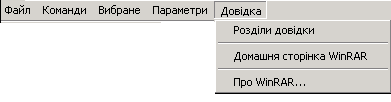 Файл Команди Вибране Параметри Довідка
Розділи довідки
Домашня сторінка WinRAR
Про WinRAR...